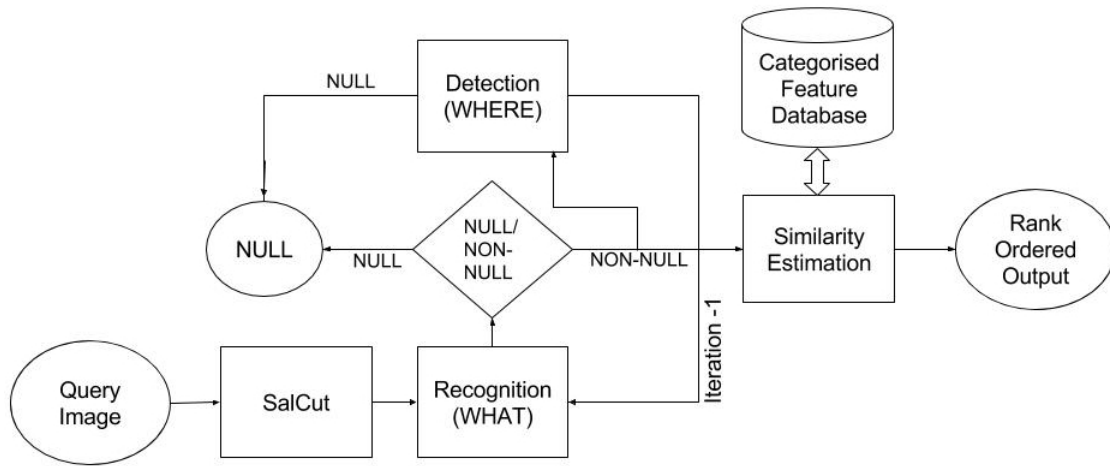 NULL
Detection
(WHERE)
Categorised
Feature
Database
NULL
NULL
NULL/
NON-
NULL
NON-NULL
Similarity
Estimation
Rank
Ordered
Output
Query
Image
SalCut
Recognition
(WHAT)
Iteration -1